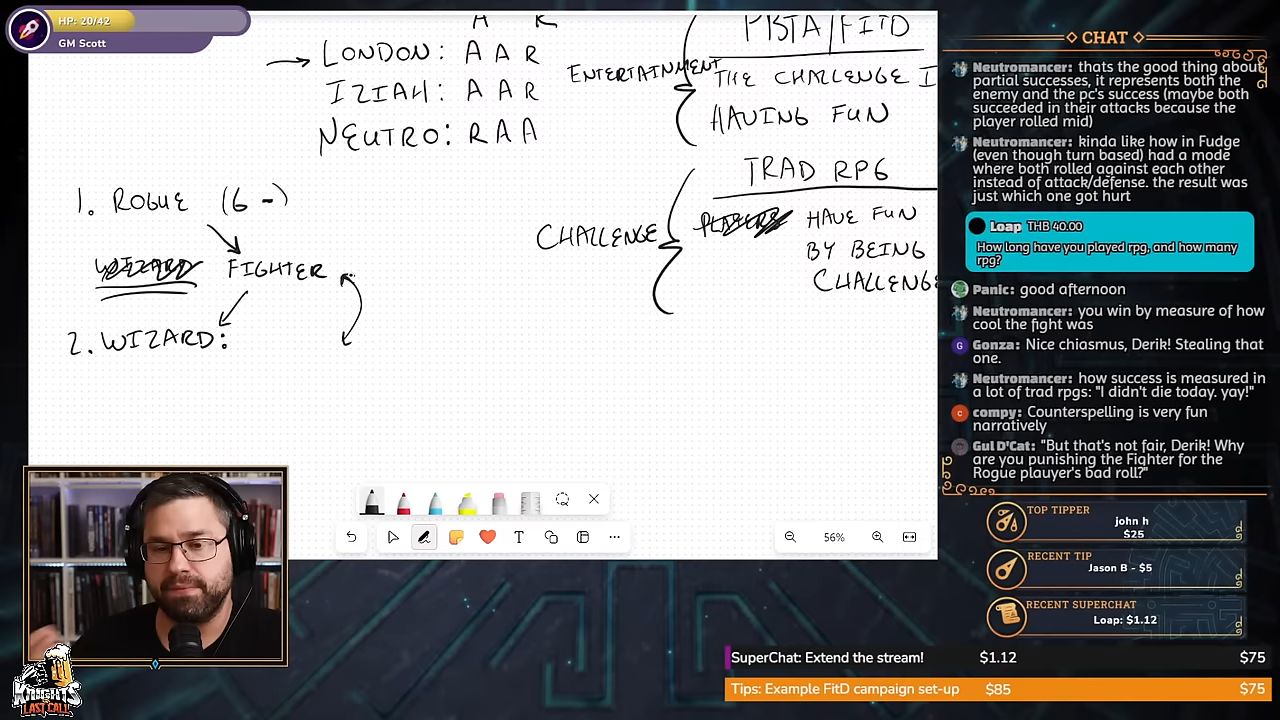 HP: 20/42
GM Scott
A R
LONDON: A A R
IZIAH: A A R
NEUTRO: R A A
1. ROGUE (6 -)
FIGHTER
2. WIZARD:
PBTA/FITD
ENTERTAINMENT
THE CHALLENGE I
HAVING FUN
TRAD RPG
CHALLENGE
HAVE FUN
BY BEING
CHALLENGE
56%
KNIGHTS
LAST CALL
CHAT
Neutromancer: thats the good thing about
partial successes, it represents both the
enemy and the pc's success (maybe both
succeeded in their attacks because the
player rolled mid)
Neutromancer: kinda like how in Fudge
(even though turn based) had a mode
where both rolled against each other
instead of attack/defense. the result was
just which one got hurt
Loap THB 40.00
How long have you played rpg, and how many
rpg?
Panic: good afternoon
Neutromancer: you win by measure of how
cool the fight was
Gonza: Nice chiasmus, Derik! Stealing that
one.
Neutromancer: how success is measured in
a lot of trad rpgs: "I didn't die today. yay!"
compy: Counterspelling is very fun
narratively
Gul D'Cat: "But that's not fair, Derik! Why
are you punishing the Fighter for the
Rogue plauyer's bad roll?"
TOP TIPPER
john h
$25
RECENT TIP
Jason B - $5
RECENT SUPERCHAT
Loap: $1.12
SuperChat: Extend the stream! $1.12 $75
Tips: Example FitD campaign set-up $85 $75